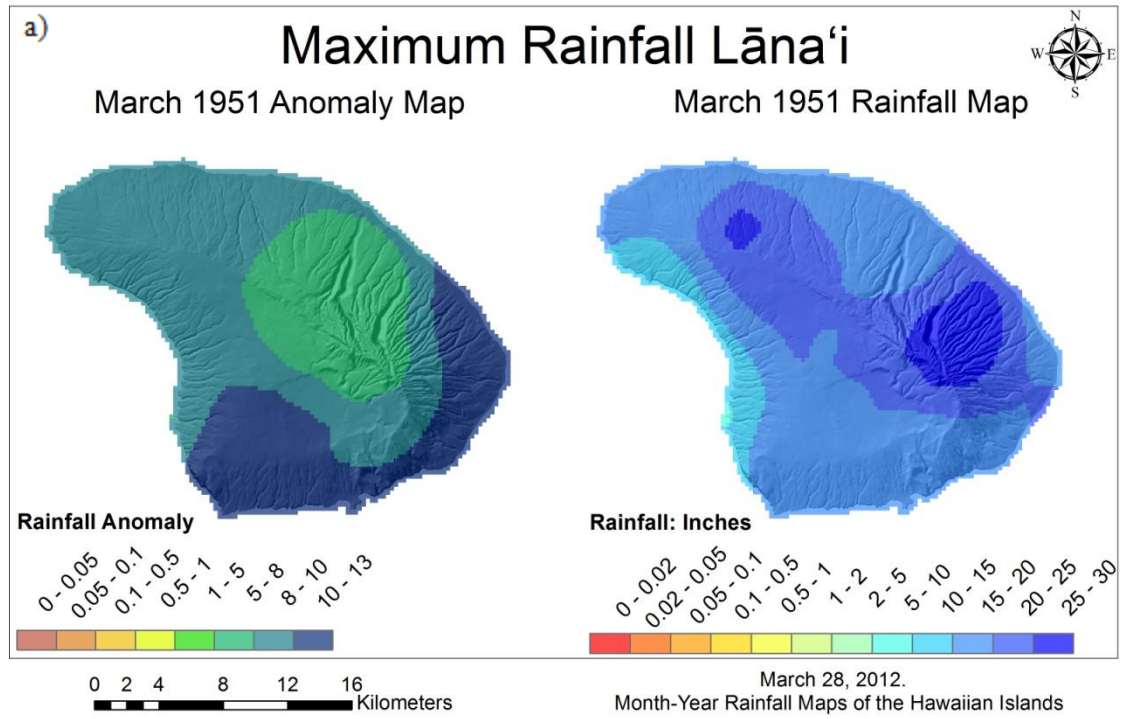 a)
Maximum Rainfall Lāna‘i
N
W E
S
March 1951 Anomaly Map
March 1951 Rainfall Map
Rainfall Anomaly
0 - 0.05
0.05 - 0.1
0.1 - 0.5
0.5 - 1
1 - 5
5 - 8
8 - 10
10 - 13
Rainfall: Inches
0 - 0.02
0.02 - 0.05
0.05 - 0.1
0.1 - 0.5
0.5 - 1
1 - 2
2 - 5
5 - 10
10 - 15
15 - 20
20 - 25
25 - 30
0 2 4 8 12 16
Kilometers
March 28, 2012.
Month-Year Rainfall Maps of the Hawaiian Islands